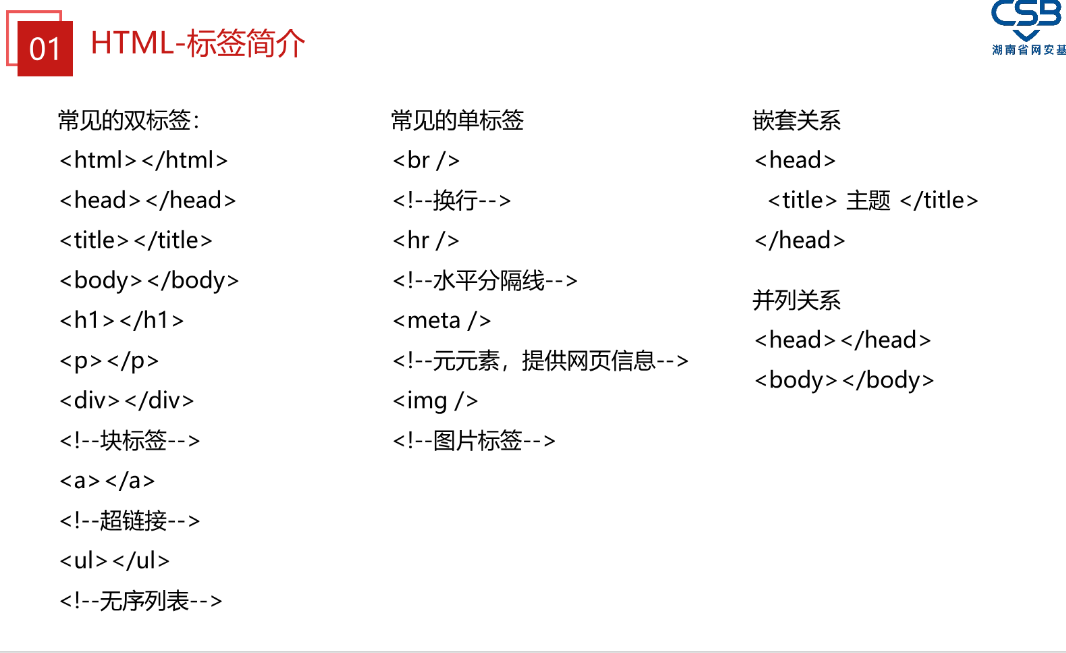 01
HTML-标签简介
CSB
湖南省网安基
常见的双标签：
<html></html>
<head></head>
<title></title>
<body></body>
<h1></h1>
<p></p>
<div></div>
<!--块标签-->
<a></a>
<!--超链接-->
<ul></ul>
<!--无序列表-->
常见的单标签
<br />
<!--换行-->
<hr />
<!--水平分隔线-->
<meta />
<!--元元素，提供网页信息-->
<img />
<!--图片标签-->
嵌套关系
<head>
<title> 主题 </title>
</head>
并列关系
<head></head>
<body></body>